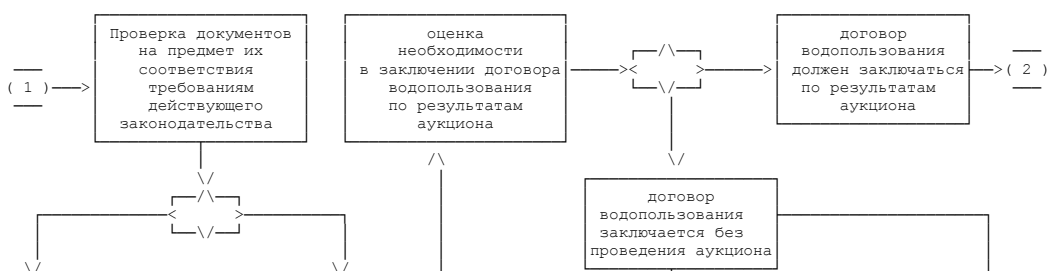 Проверка документов
на предмет их
соответствия
требованиям
действующего
законодательства
( 1 )
оценка
необходимости
в заключении договора
водопользования
по результатам
аукциона
договор
водопользования
должен заключаться
по результатам
аукциона
( 2 )
договор
водопользования
заключается без
проведения аукциона